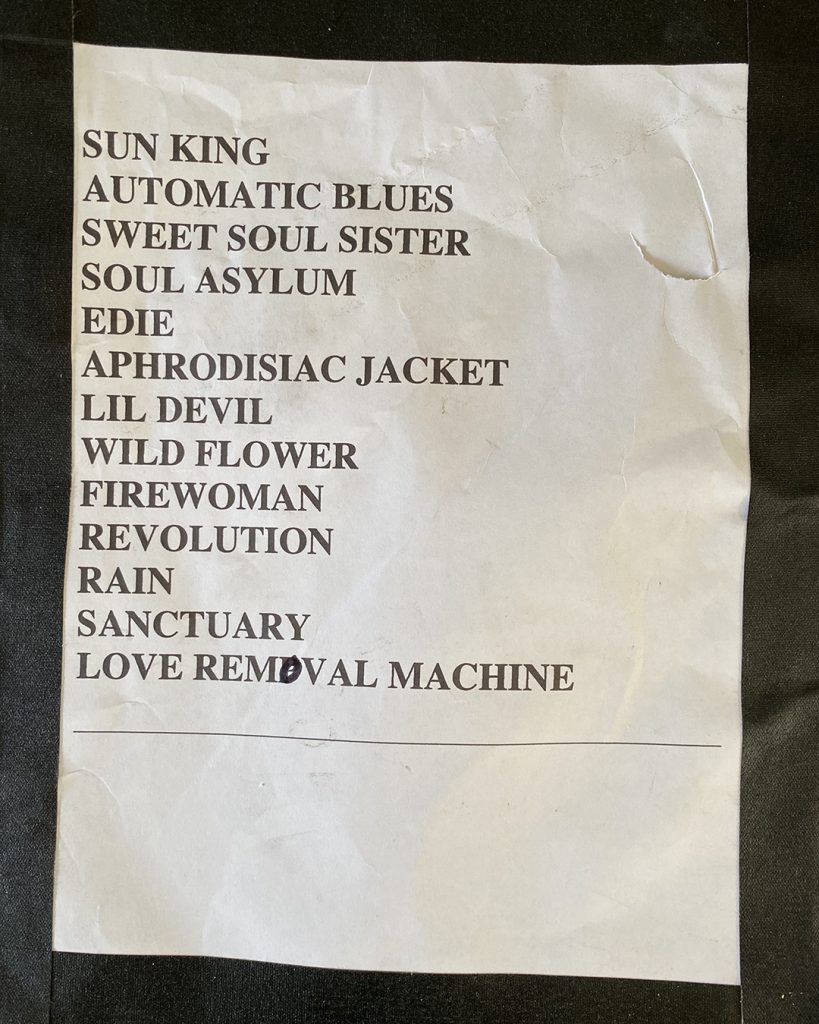 SUN KING
AUTOMATIC BLUES
SWEET SOUL SISTER
SOUL ASYLUM
EDIE
APHRODISIAC JACKET
LIL DEVIL
WILD FLOWER
FIREWOMAN
REVOLUTION
RAIN
SANCTUARY
LOVE REMOVAL MACHINE